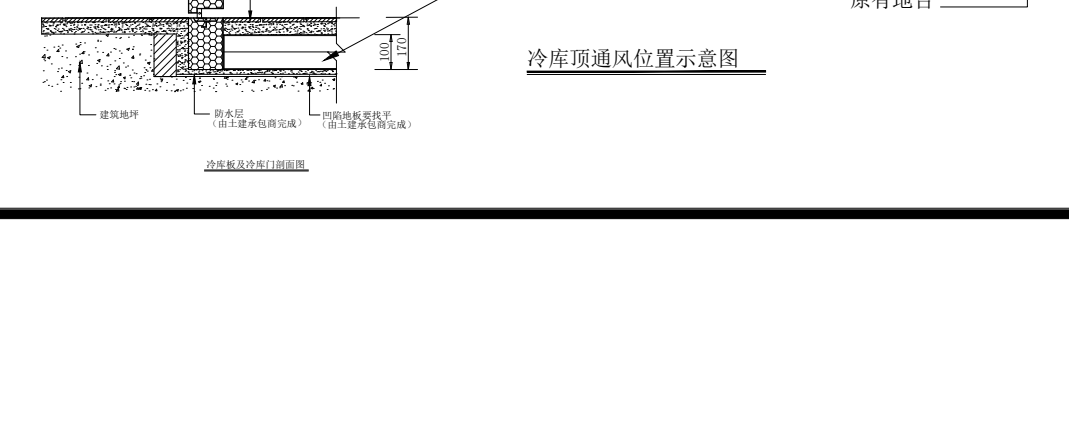 原有地台
100
170
冷库顶通风位置示意图
建筑地坪
防水层
（由土建承包商完成）
凹陷地板要找平
（由土建承包商完成）
冷库板及冷库门剖面图